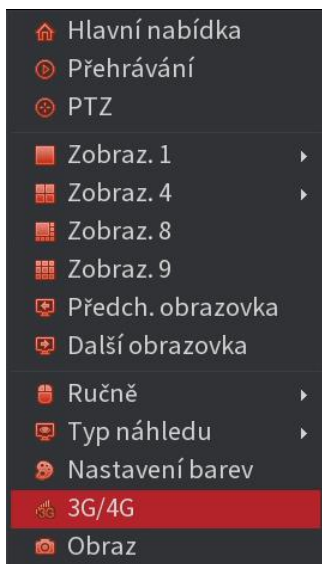 Hlavní nabídka
Přehrávání
PTZ
Zobraz. 1
Zobraz. 4
Zobraz. 8
Zobraz. 9
Předch. obrazovka
Další obrazovka
Ručně
Typ náhledu
Nastavení barev
3G 3G/4G
Obraz